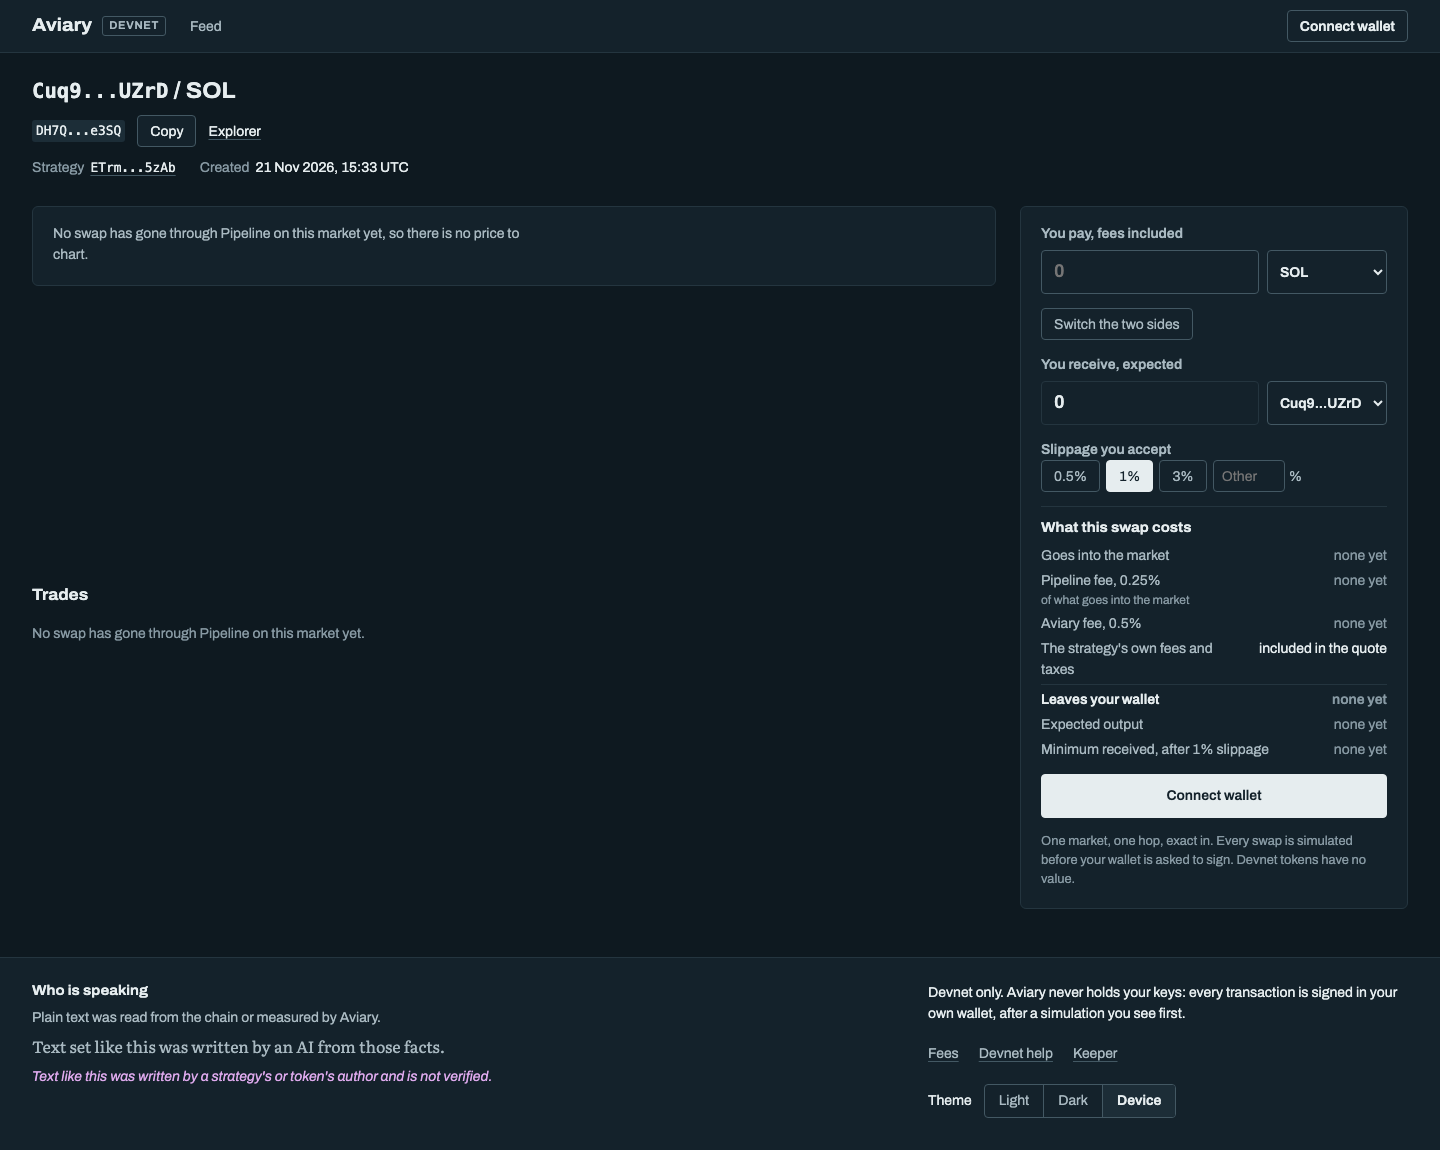 Aviary DEVNET Feed Connect wallet
Cuq9...UZrD / SOL
DH7Q...e3SQ Copy Explorer
Strategy ETrm...5zAb Created 21 Nov 2026, 15:33 UTC
No swap has gone through Pipeline on this market yet, so there is no price to
chart.
Trades
No swap has gone through Pipeline on this market yet.
You pay, fees included
0 SOL
Switch the two sides
You receive, expected
0 Cuq9...UZrD
Slippage you accept
0.5% 1% 3% Other %
What this swap costs
Goes into the market none yet
Pipeline fee, 0.25% none yet
of what goes into the market
Aviary fee, 0.5% none yet
The strategy's own fees and included in the quote
taxes
Leaves your wallet none yet
Expected output none yet
Minimum received, after 1% slippage none yet
Connect wallet
One market, one hop, exact in. Every swap is simulated
before your wallet is asked to sign. Devnet tokens have no
value.
Who is speaking
Plain text was read from the chain or measured by Aviary.
Text set like this was written by an AI from those facts.
Text like this was written by a strategy's or token's author and is not verified.
Devnet only. Aviary never holds your keys: every transaction is signed in your
own wallet, after a simulation you see first.
Fees Devnet help Keeper
Theme Light Dark Device